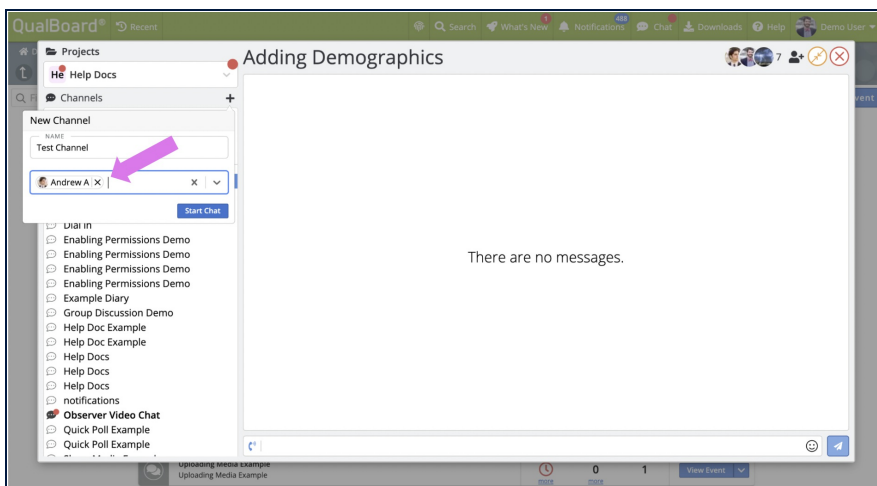 QualBoard® Recent Search What's New 1 Notifications 488 Chat Downloads Help Demo User
Projects
He Help Docs
Channels +
New Channel
NAME
Test Channel
Andrew A
Start Chat
Dial In
Enabling Permissions Demo
Enabling Permissions Demo
Enabling Permissions Demo
Enabling Permissions Demo
Example Diary
Group Discussion Demo
Help Doc Example
Help Doc Example
Help Docs
Help Docs
Help Docs
notifications
Observer Video Chat
Quick Poll Example
Quick Poll Example
Adding Demographics 7
There are no messages.
Uploading Media Example
Uploading Media Example
more
0
more
1
View Event